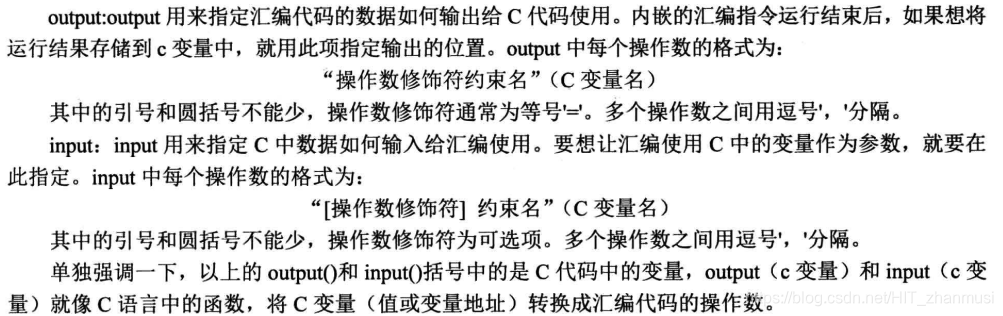 output:output 用来指定汇编代码的数据如何输出给 C 代码使用。内嵌的汇编指令运行结束后，如果想将
运行结果存储到 c 变量中，就用此项指定输出的位置。output 中每个操作数的格式为：
“操作数修饰符约束名”（C 变量名）
其中的引号和圆括号不能少，操作数修饰符通常为等号'='。多个操作数之间用逗号'，'分隔。
input：input 用来指定 C 中数据如何输入给汇编使用。要想让汇编使用 C 中的变量作为参数，就要在
此指定。input 中每个操作数的格式为：
“[操作数修饰符] 约束名”（C 变量名）
其中的引号和圆括号不能少，操作数修饰符为可选项。多个操作数之间用逗号'，'分隔。
单独强调一下，以上的 output()和 input()括号中的是 C 代码中的变量，output（c 变量）和 input（c 变
量）就像 C 语言中的函数，将 C 变量（值或变量地址）转换成汇编代码的操作数。
https://blog.csdn.net/HIT_zhanmusi